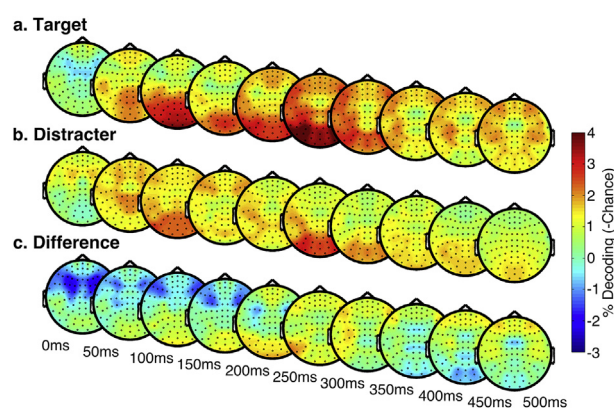 a. Target
b. Distracter
c. Difference
4
3
2
1
0
-1
-2
-3
% Decoding (-Chance)
0ms
50ms
100ms
150ms
200ms
250ms
300ms
350ms
400ms
450ms
500ms